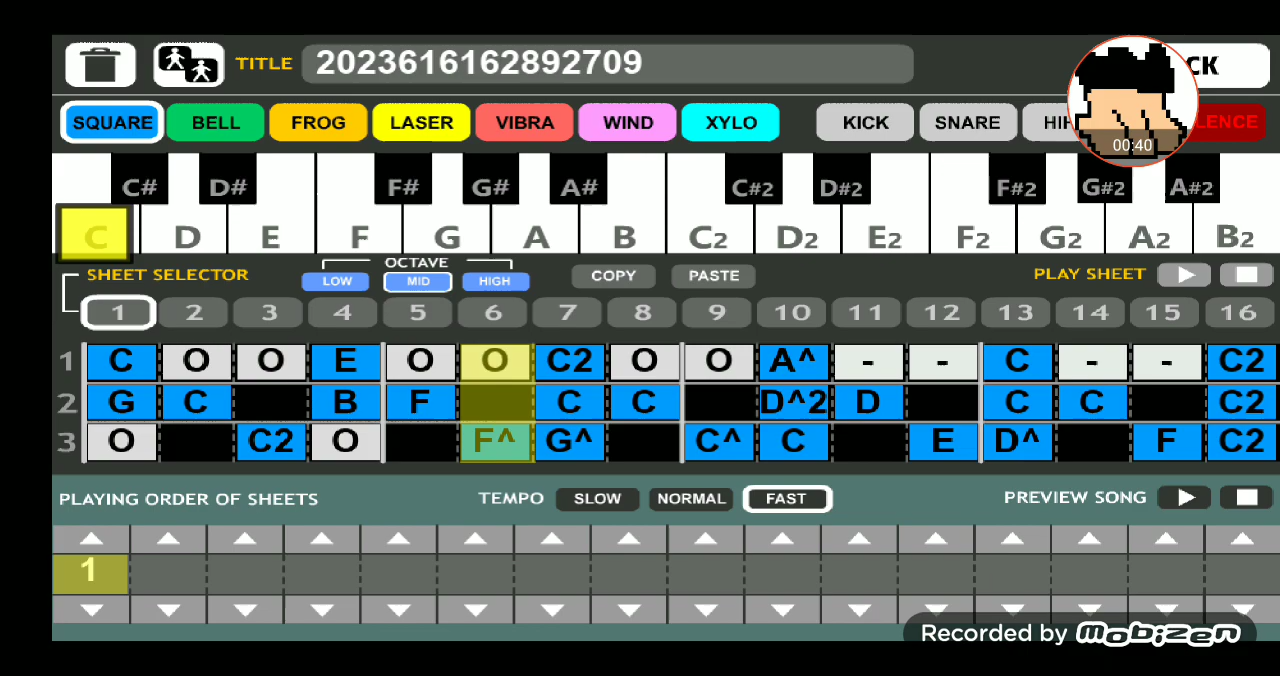 TITLE 2023616162892709 CK
SQUARE BELL FROG LASER VIBRA WIND XYLO KICK SNARE HIH LENCE
00:40
C# D# F# G# A# C#2 D#2 F#2 G#2 A#2
C D E F G A B C2 D2 E2 F2 G2 A2 B2
SHEET SELECTOR OCTAVE LOW MID HIGH COPY PASTE PLAY SHEET
1 2 3 4 5 6 7 8 9 10 11 12 13 14 15 16
1 C O O E O O C2 O O A^ - - C - - C2
2 G C B F C C D^2 D C C C2
3 O C2 O F^ G^ C^ C E D^ F C2
PLAYING ORDER OF SHEETS TEMPO SLOW NORMAL FAST PREVIEW SONG
1
Recorded by mobizen